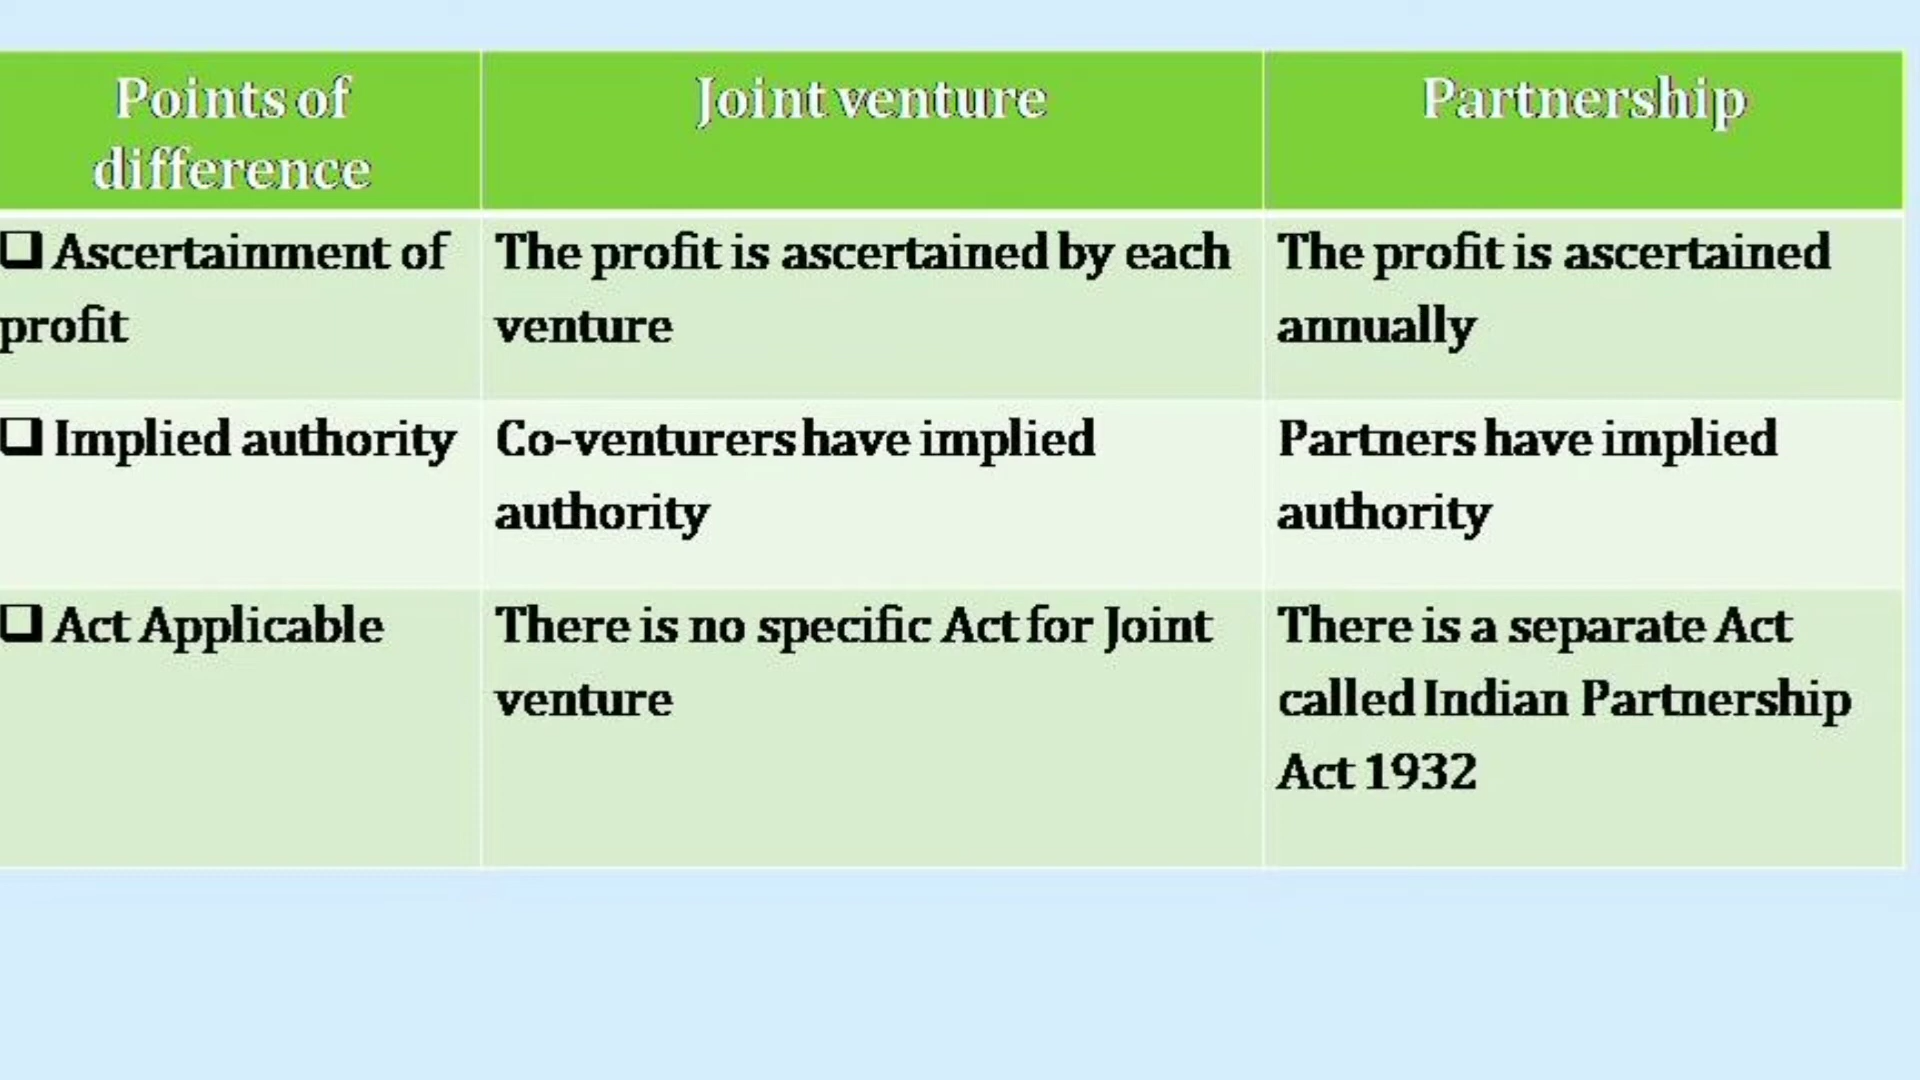 Points of
difference
Joint venture
Partnership
❑ Ascertainment of
profit
The profit is ascertained by each
venture
The profit is ascertained
annually
❑ Implied authority
Co-venturers have implied
authority
Partners have implied
authority
❑ Act Applicable
There is no specific Act for Joint
venture
There is a separate Act
called Indian Partnership
Act 1932